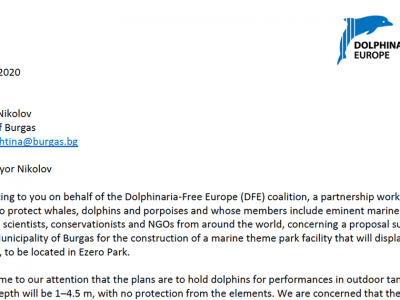 DOLPHINA
EUROPE
2020
Nikolov
f Burgas
htina@burgas.bg
yor Nikolov
ting to you on behalf of the Dolphinaria-Free Europe (DFE) coalition, a partnership work
o protect whales, dolphins and porpoises and whose members include eminent marine
scientists, conservationists and NGOs from around the world, concerning a proposal su
unicipality of Burgas for the construction of a marine theme park facility that will displa
, to be located in Ezero Park.
me to our attention that the plans are to hold dolphins for performances in outdoor tan
epth will be 1–4.5 m, with no protection from the elements. We are concerned that the